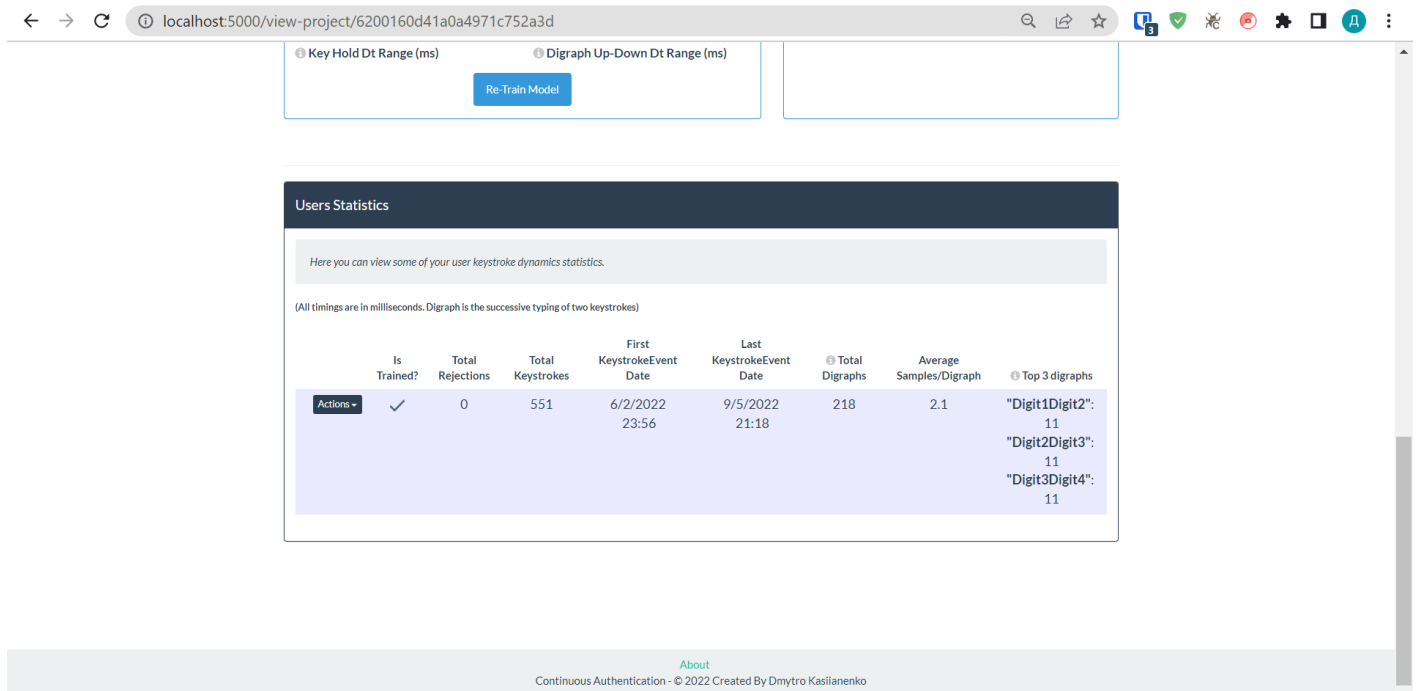 localhost:5000/view-project/6200160d41a0a4971c752a3d
3
Д
Key Hold Dt Range (ms)
Digraph Up-Down Dt Range (ms)
Re-Train Model
Users Statistics
Here you can view some of your user keystroke dynamics statistics.
(All timings are in milliseconds. Digraph is the successive typing of two keystrokes)
Is Trained?
Total Rejections
Total Keystrokes
First KeystrokeEvent Date
Last KeystrokeEvent Date
Total Digraphs
Average Samples/Digraph
Top 3 digraphs
Actions
0
551
6/2/2022 23:56
9/5/2022 21:18
218
2.1
"Digit1Digit2":
11
"Digit2Digit3":
11
"Digit3Digit4":
11
About
Continuous Authentication - © 2022 Created By Dmytro Kasiianenko